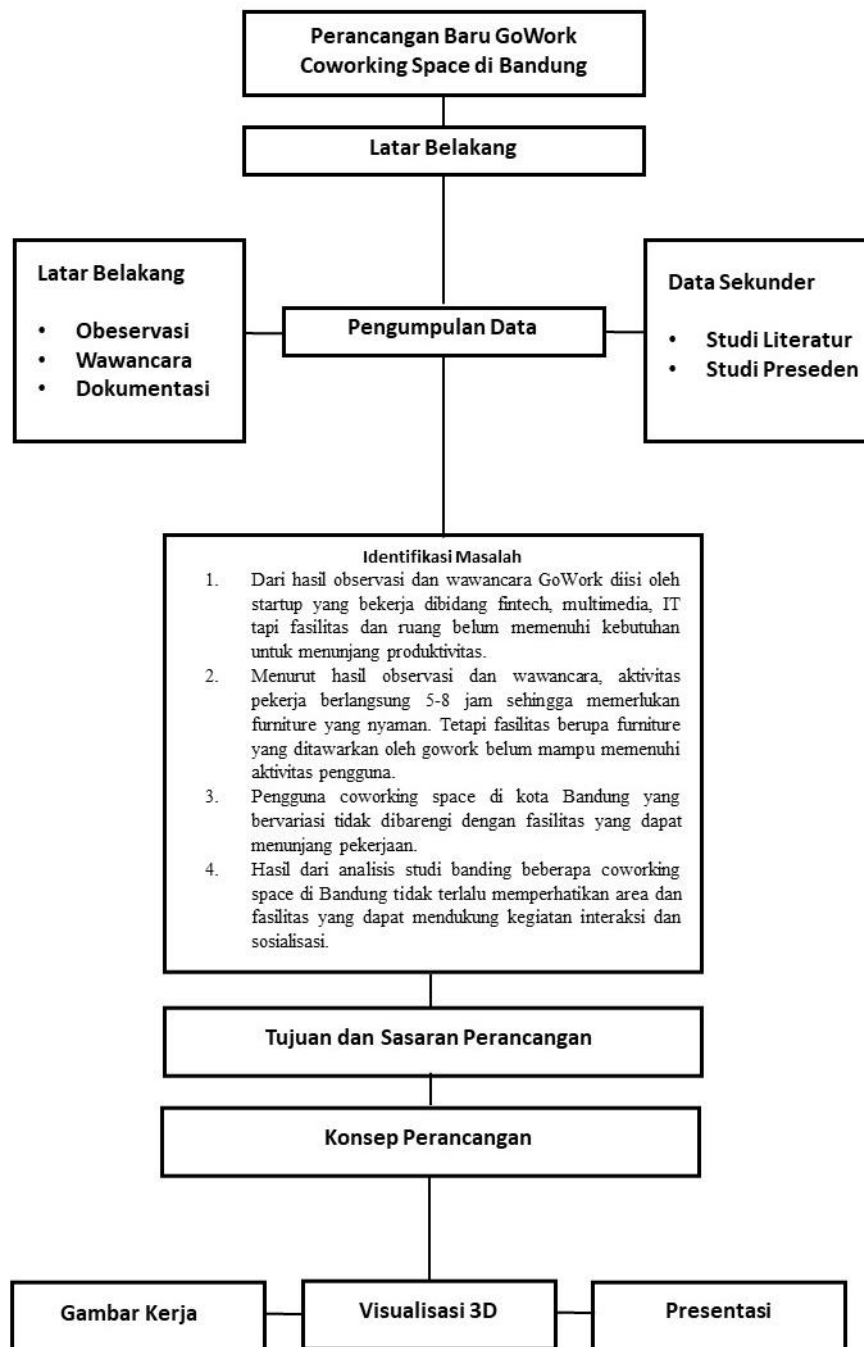 Perancangan Baru GoWork
Coworking Space di Bandung
Latar Belakang
Latar Belakang
• Obeservasi
• Wawancara
• Dokumentasi
Pengumpulan Data
Data Sekunder
• Studi Literatur
• Studi Preseden
Identifikasi Masalah
1. Dari hasil observasi dan wawancara GoWork diisi oleh
startup yang bekerja dibidang fintech, multimedia, IT
tapi fasilitas dan ruang belum memenuhi kebutuhan
untuk menunjang produktivitas.
2. Menurut hasil observasi dan wawancara, aktivitas
pekerja berlangsung 5-8 jam sehingga memerlukan
furniture yang nyaman. Tetapi fasilitas berupa furniture
yang ditawarkan oleh gowork belum mampu memenuhi
aktivitas pengguna.
3. Pengguna coworking space di kota Bandung yang
bervariasi tidak dibarengi dengan fasilitas yang dapat
menunjang pekerjaan.
4. Hasil dari analisis studi banding beberapa coworking
space di Bandung tidak terlalu memperhatikan area dan
fasilitas yang dapat mendukung kegiatan interaksi dan
sosialisasi.
Tujuan dan Sasaran Perancangan
Konsep Perancangan
Gambar Kerja
Visualisasi 3D
Presentasi